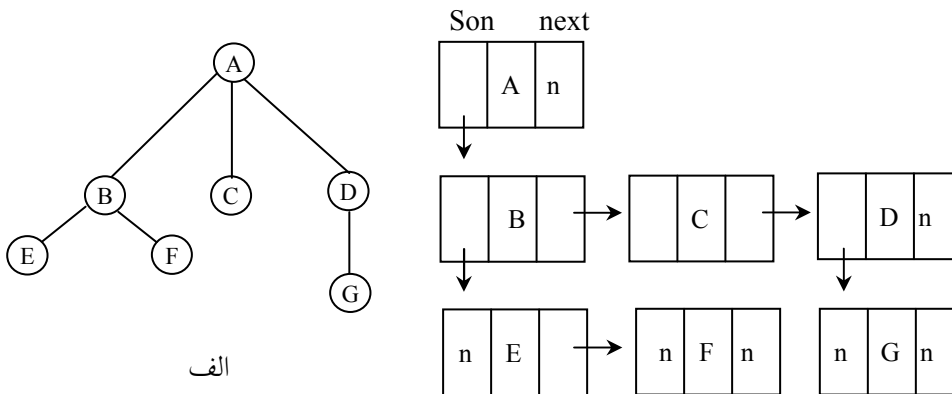 Son next
A n
A
B C D
B C D n
E F
G
n E n F n n G n
الف